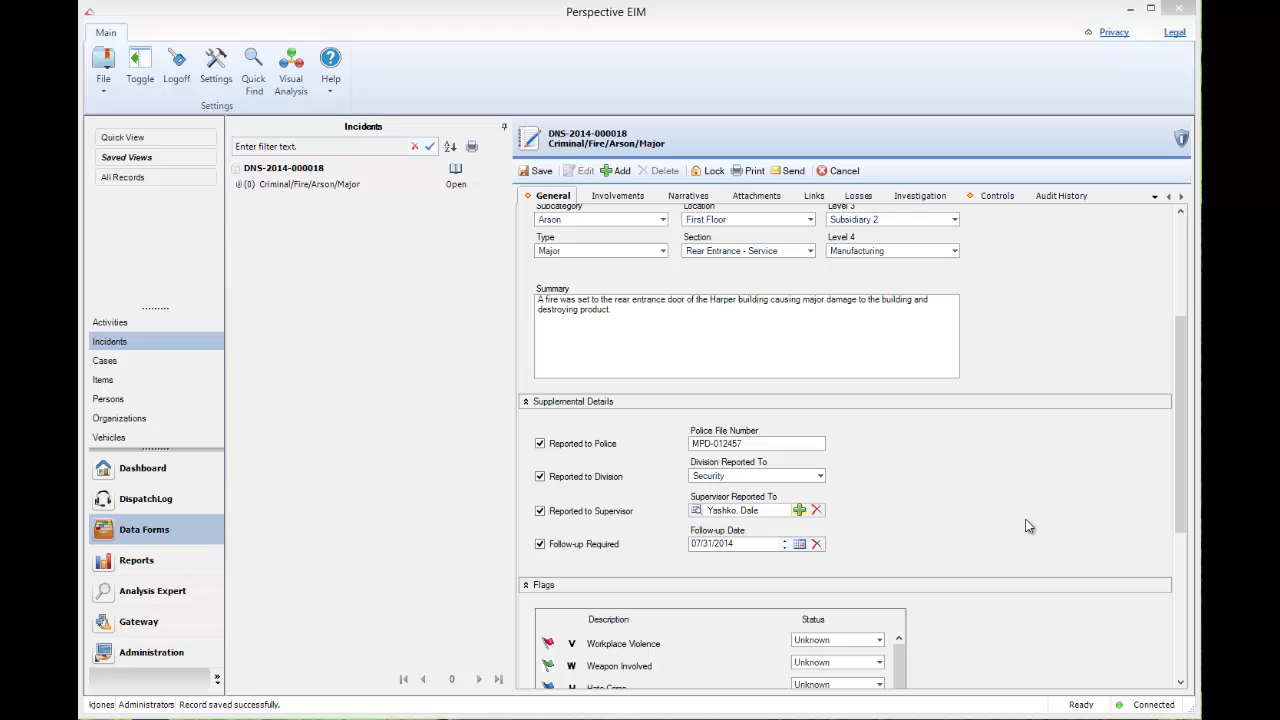 Perspective EIM
Main
Privacy
Legal
File
Toggle
Logoff
Settings
Quick Find
Visual Analysis
Help
Settings
Quick View
Saved Views
All Records
Activities
Incidents
Cases
Items
Persons
Organizations
Vehicles
Dashboard
DispatchLog
Data Forms
Reports
Analysis Expert
Gateway
Administration
Incidents
Enter filter text.
DNS-2014-000018
(0) Criminal/Fire/Arson/Major
Open
0
DNS-2014-000018
Criminal/Fire/Arson/Major
Save Edit Add Delete Lock Print Send Cancel
General Involvements Narratives Attachments Links Losses Investigation Controls Audit History
Subcategory Location Level 3
Arson First Floor Subsidiary 2
Type Section Level 4
Major Rear Entrance - Service Manufacturing
Summary
A fire was set to the rear entrance door of the Harper building causing major damage to the building and
destroying product.
Supplemental Details
Police File Number
Reported to Police MPD-012457
Division Reported To
Reported to Division Security
Supervisor Reported To
Reported to Supervisor Yashko, Dale
Follow-up Date
Follow-up Required 07/31/2014
Flags
Description Status
V Workplace Violence Unknown
W Weapon Involved Unknown
H Hate Crime Unknown
kjones Administrators Record saved successfully. Ready Connected